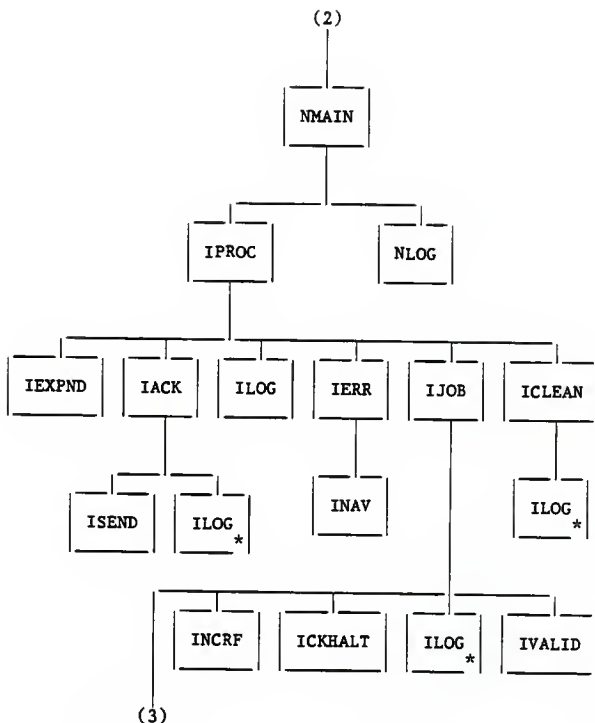 (2)
NMAIN
IPROC NLOG
IEXPND IACK ILOG IERR IJOB ICLEAN
ISEND ILOG * INAV ILOG *
INCRF ICKHALT ILOG * IVALID
(3)